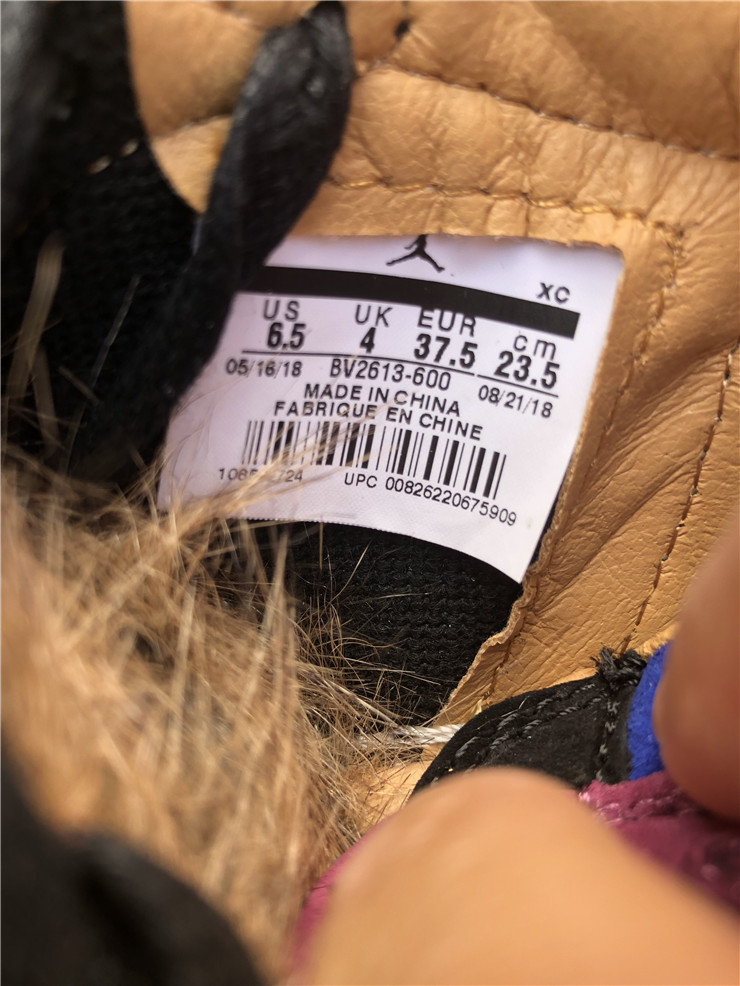 XC
US UK EUR cm
6.5 4 37.5 23.5
05/16/18 BV2613-600 08/21/18
MADE IN CHINA
FABRIQUE EN CHINE
UPC 00826220675909